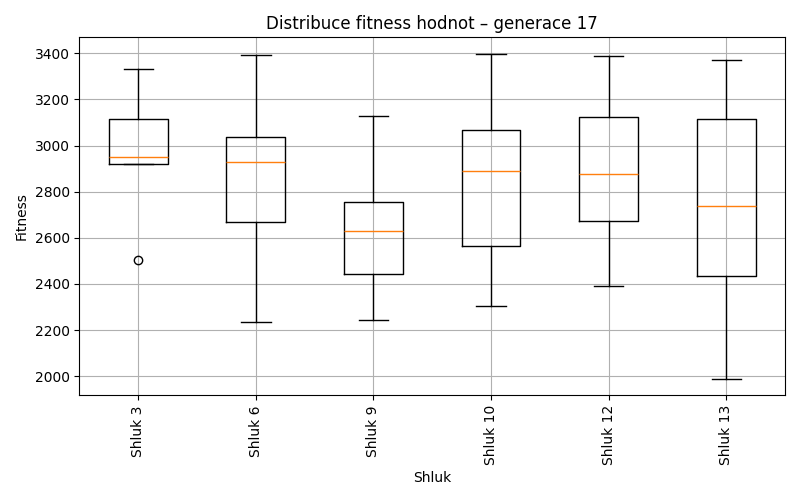 Distribuce fitness hodnot – generace 17
Fitness
3400
3200
3000
2800
2600
2400
2200
2000
Shluk 3
Shluk 6
Shluk 9
Shluk 10
Shluk 12
Shluk 13
Shluk